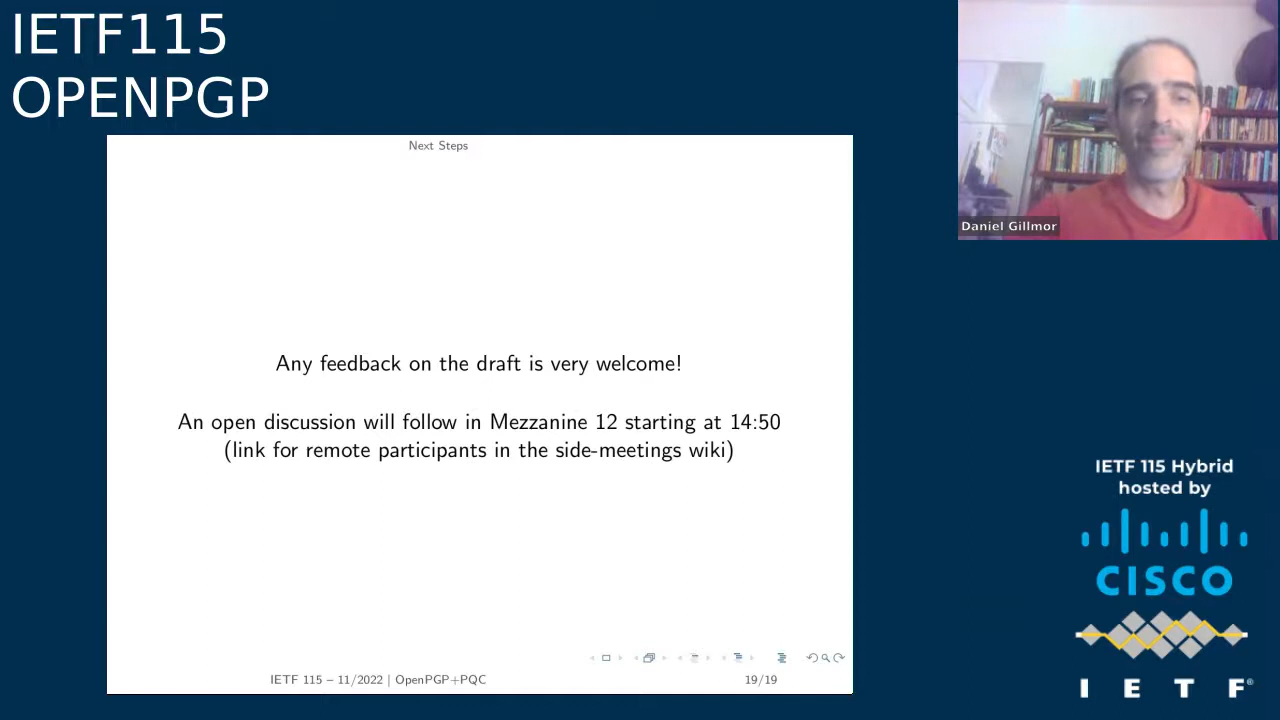 IETF115
OPENPGP
Daniel Gillmor
Next Steps
Any feedback on the draft is very welcome!
An open discussion will follow in Mezzanine 12 starting at 14:50
(link for remote participants in the side-meetings wiki)
IETF 115 – 11/2022 | OpenPGP+PQC
19/19
IETF 115 Hybrid
hosted by
CISCO
I E T F®